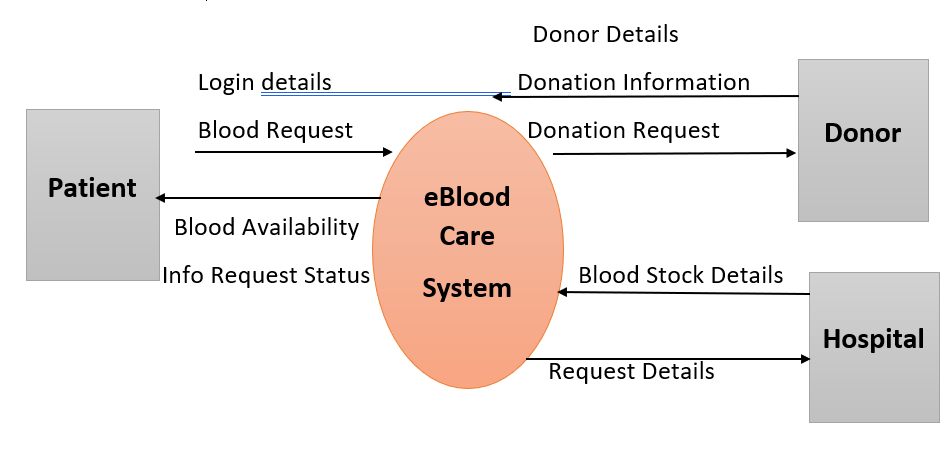 Donor Details
Login details
Donation Information
Blood Request
Donation Request
Donor
Patient
eBlood
Care
System
Blood Availability
Info Request Status
Blood Stock Details
Hospital
Request Details